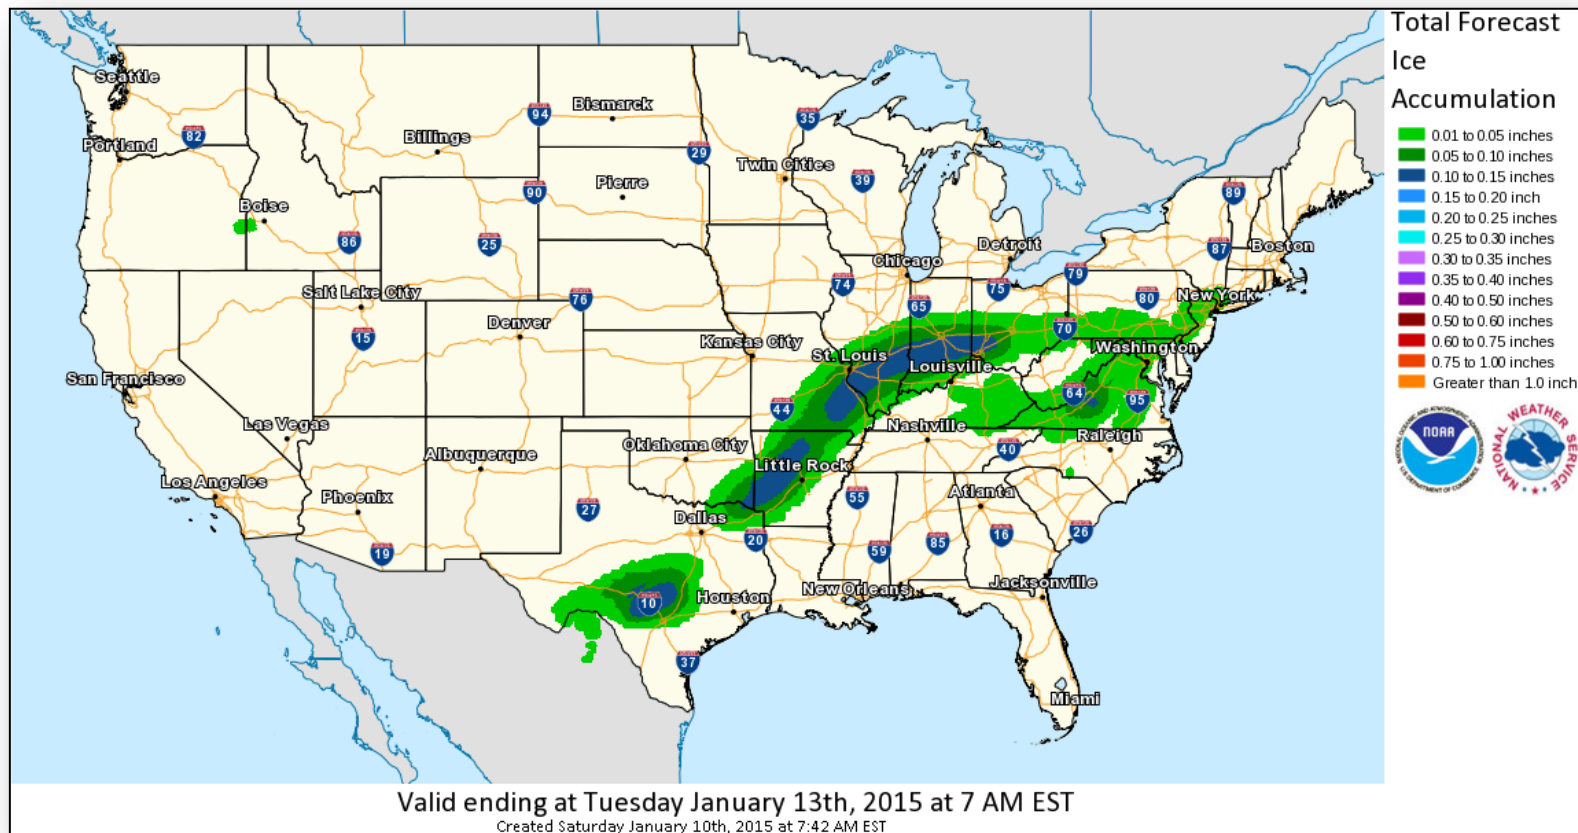 Total Forecast
Ice
Accumulation
0.01 to 0.05 inches
0.05 to 0.10 inches
0.10 to 0.15 inches
0.15 to 0.20 inch
0.20 to 0.25 inches
0.25 to 0.30 inches
0.30 to 0.35 inches
0.35 to 0.40 inches
0.40 to 0.50 inches
0.50 to 0.60 inches
0.60 to 0.75 inches
0.75 to 1.00 inches
Greater than 1.0 inch
NOAA
NATIONAL WEATHER SERVICE
Seattle
82
Portland
Billings
94
Bismarck
35
29
Twin Cities
39
Pierre
90
Boise
86
25
89
87
Boston
Detroit
Chicago
79
74
75
80
65
New York
Salt Lake City
76
Denver
15
70
Kansas City
St. Louis
Washington
Louisville
San Francisco
64
95
44
Las Vegas
Nashville
Raleigh
Oklahoma City
40
Albuquerque
Little Rock
Los Angeles
Phoenix
55
Atlanta
27
Dallas
20
16
26
59
85
19
Jacksonville
New Orleans
Houston
10
37
Miami
Valid ending at Tuesday January 13th, 2015 at 7 AM EST
Created Saturday January 10th, 2015 at 7:42 AM EST